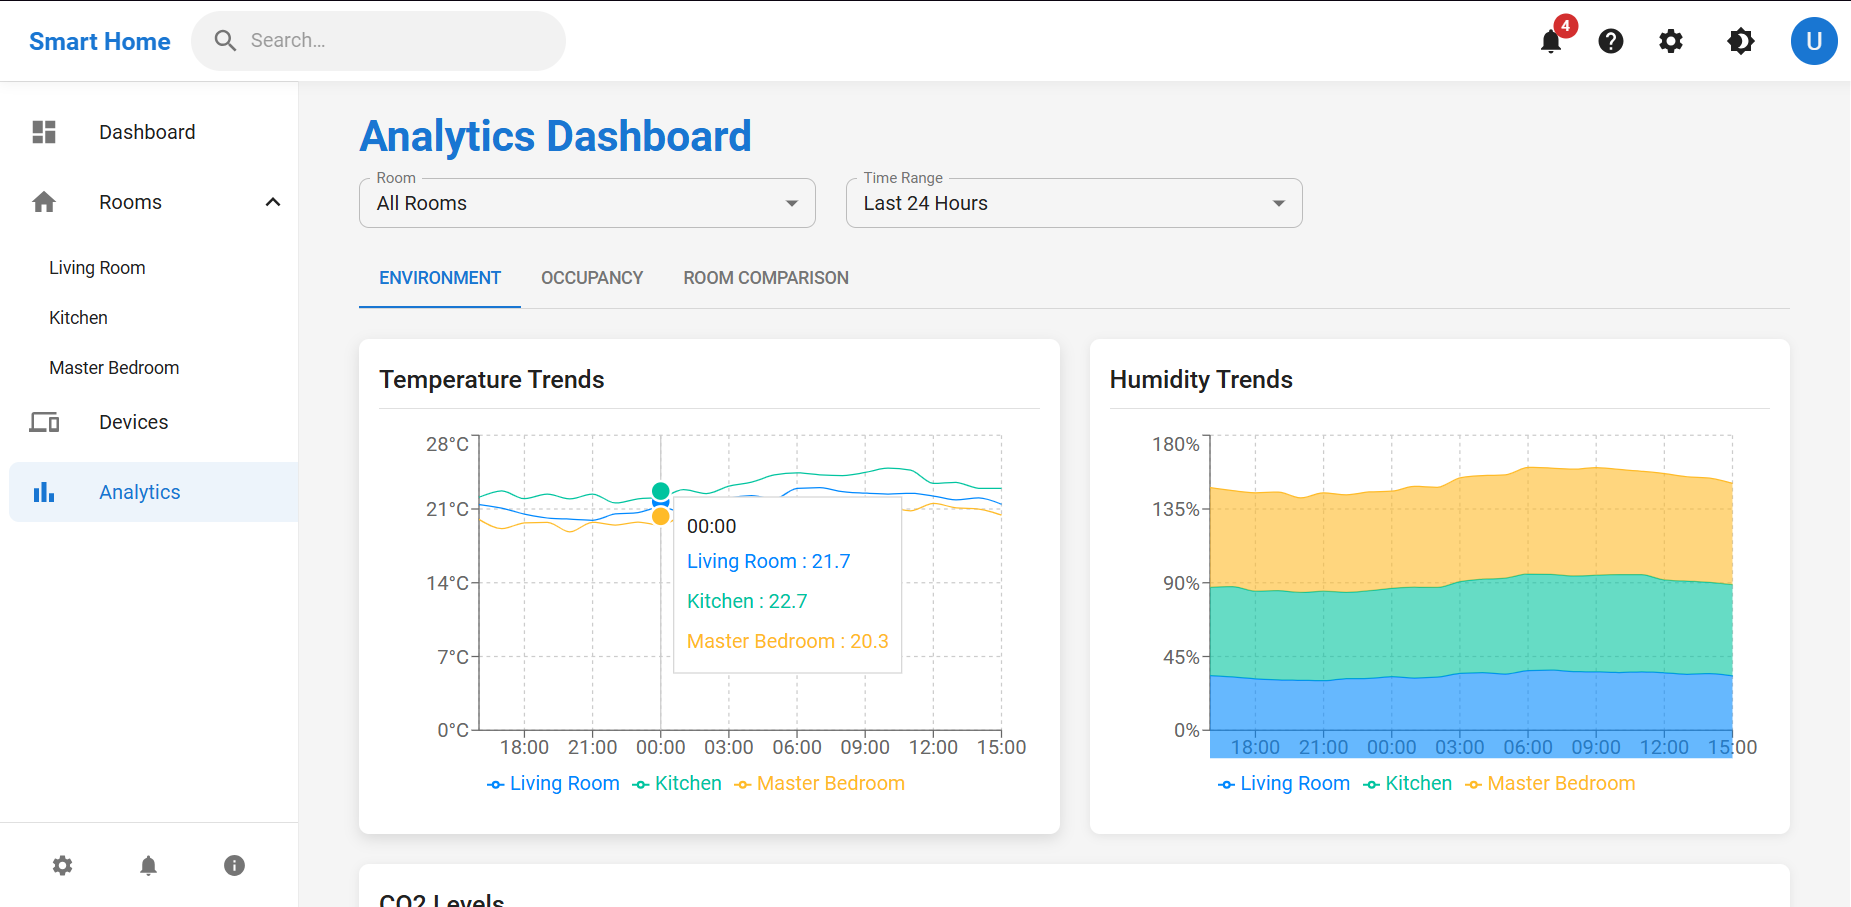 Smart Home
Search...
4
U
Dashboard
Rooms
Living Room
Kitchen
Master Bedroom
Devices
Analytics
Analytics Dashboard
Room
All Rooms
Time Range
Last 24 Hours
ENVIRONMENT
OCCUPANCY
ROOM COMPARISON
Temperature Trends
28°C
21°C
14°C
7°C
0°C
00:00
Living Room : 21.7
Kitchen : 22.7
Master Bedroom : 20.3
18:00 21:00 00:00 03:00 06:00 09:00 12:00 15:00
Living Room Kitchen Master Bedroom
Humidity Trends
180%
135%
90%
45%
0%
18:00 21:00 00:00 03:00 06:00 09:00 12:00 15:00
Living Room Kitchen Master Bedroom
CO2 Levels